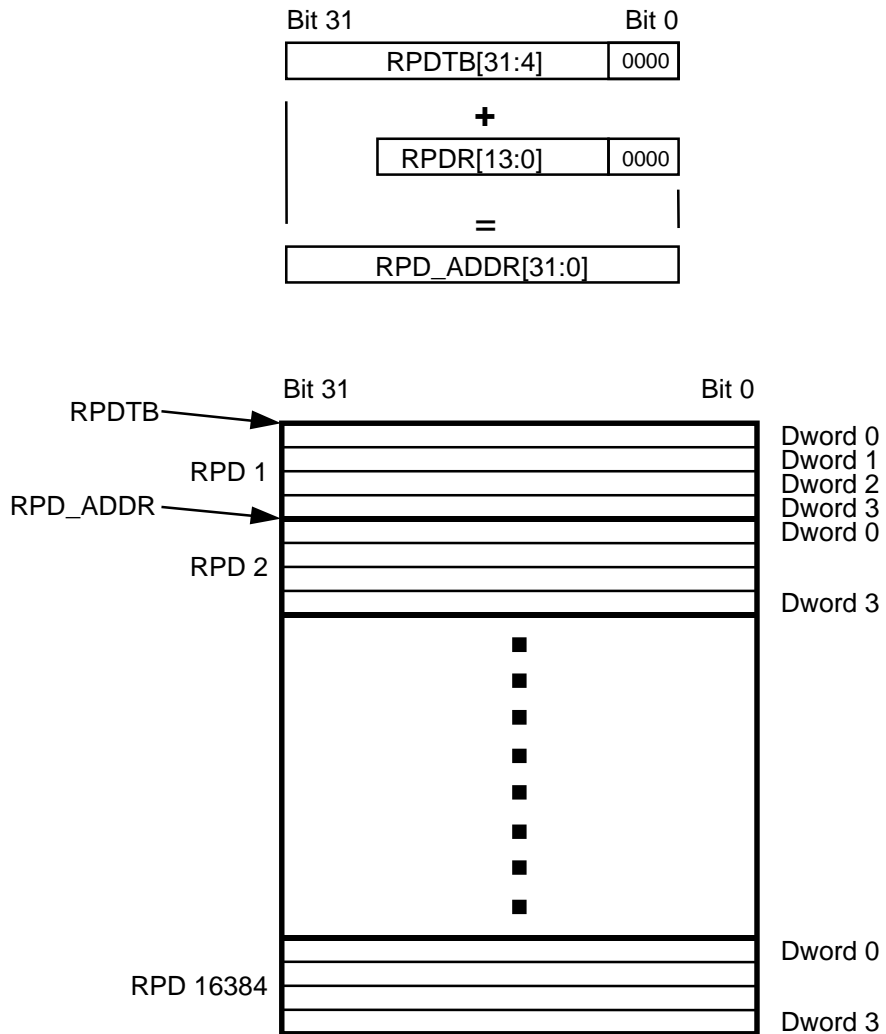 Bit 31 Bit 0
RPDTB[31:4] 0000
+
RPDR[13:0] 0000
=
RPD_ADDR[31:0]
Bit 31 Bit 0
RPDTB
Dword 0
Dword 1
RPD 1
Dword 2
Dword 3
RPD_ADDR
Dword 0
RPD 2
Dword 3
Dword 0
RPD 16384
Dword 3